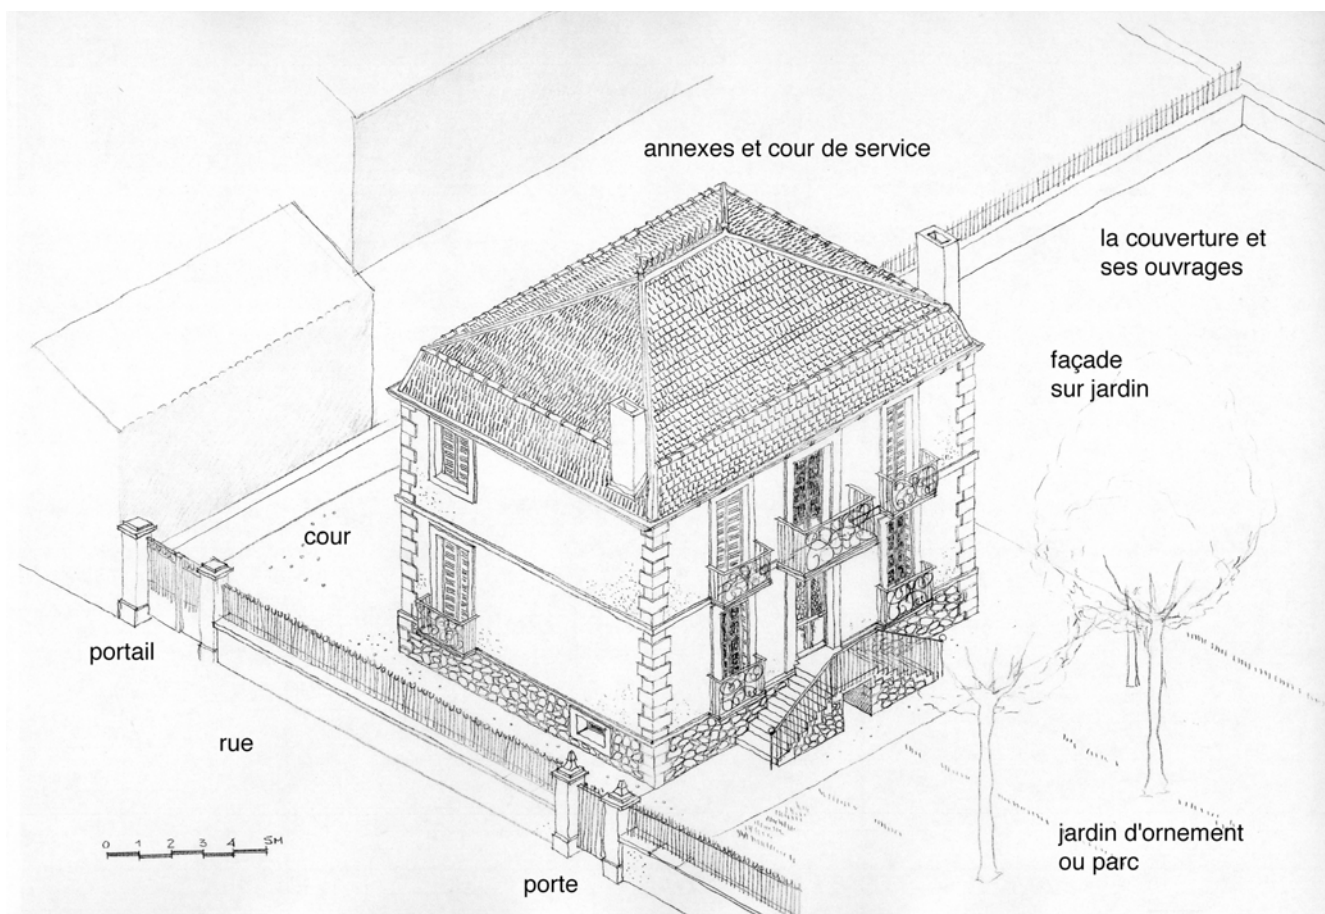 annexes et cour de service
la couverture et
ses ouvrages
façade
sur jardin
cour
portail
rue
0 1 2 3 4 5M
porte
jardin d'ornement
ou parc